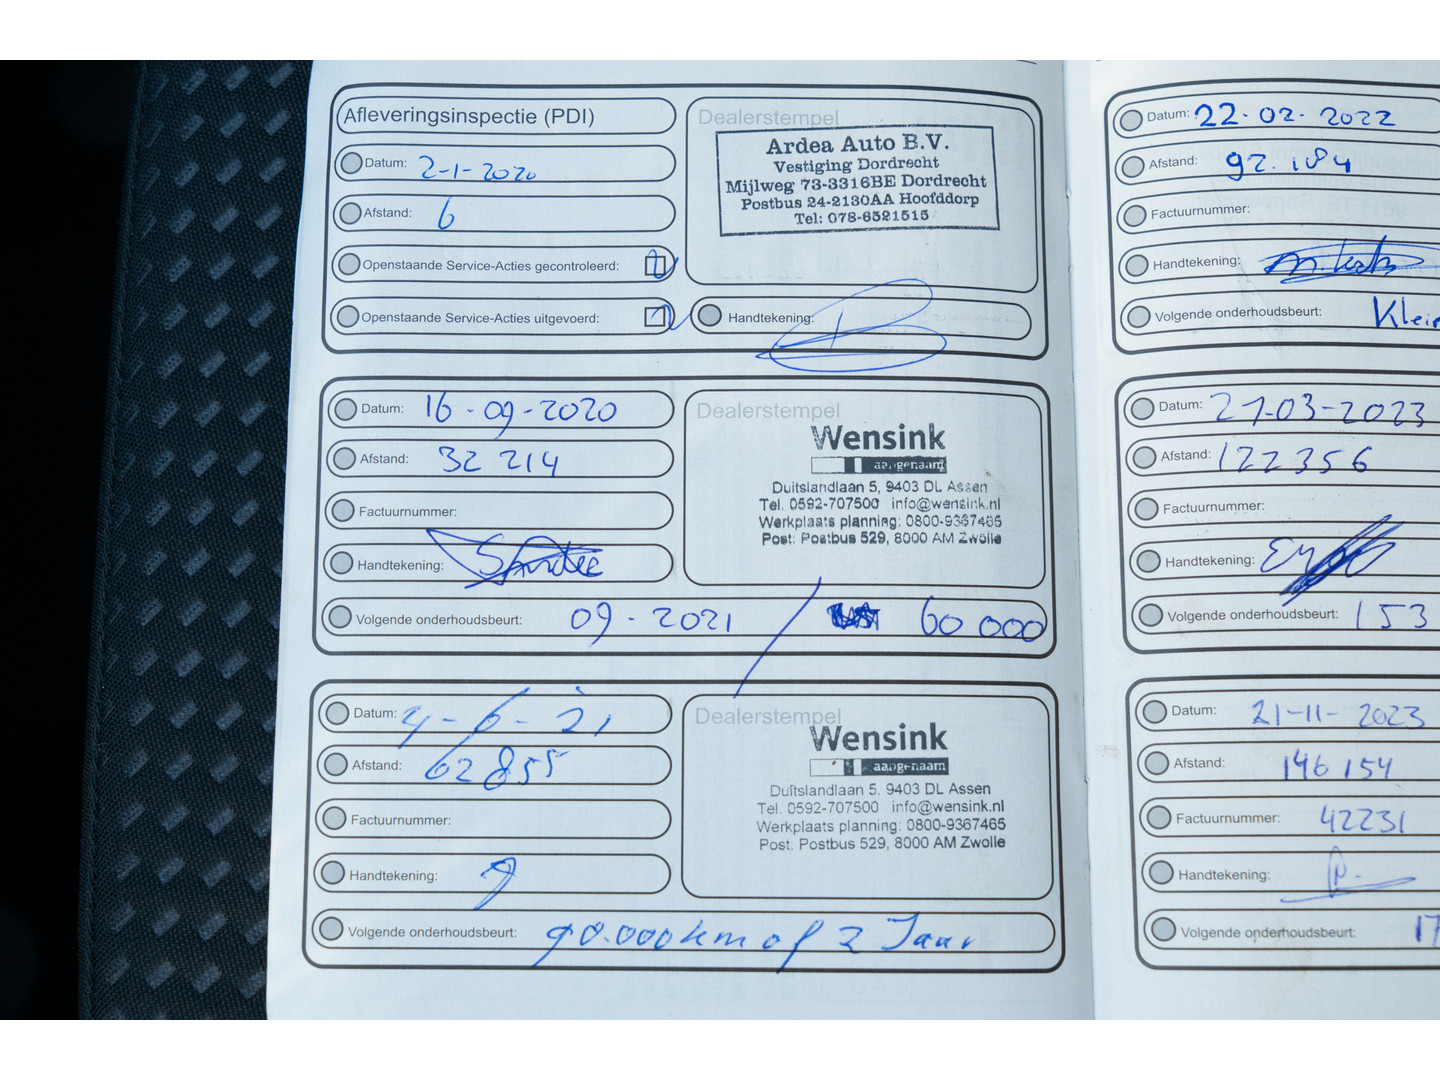 Afleveringsinspectie (PDI)
Datum: 2-1-2020
Afstand: 6
Openstaande Service-Acties gecontroleerd:
Openstaande Service-Acties uitgevoerd:
Dealerstempel
Ardea Auto B.V.
Vestiging Dordrecht
Mijlweg 73-3316BE Dordrecht
Postbus 24-2130AA Hoofddorp
Tel: 078-6521515
Handtekening:
Datum: 16-09-2020
Afstand: 32 214
Factuurnummer:
Handtekening:
Volgende onderhoudsbeurt: 09-2021 / 60 000
Dealerstempel
Wensink
aangenaam
Duitslandlaan 5, 9403 DL Assen
Tel. 0592-707500 info@wensink.nl
Werkplaats planning: 0800-9367465
Post: Postbus 529, 8000 AM Zwolle
Datum: 4-6-21
Afstand: 62855
Factuurnummer:
Handtekening:
Volgende onderhoudsbeurt: 90.000km of 2 Jaar
Dealerstempel
Wensink
aangenaam
Duitslandlaan 5, 9403 DL Assen
Tel. 0592-707500 info@wensink.nl
Werkplaats planning: 0800-9367465
Post: Postbus 529, 8000 AM Zwolle
Datum: 22-02-2022
Afstand: 92.184
Factuurnummer:
Handtekening:
Volgende onderhoudsbeurt: Klein
Datum: 21-03-2023
Afstand: 122356
Factuurnummer:
Handtekening:
Volgende onderhoudsbeurt: 153
Datum: 21-11-2023
Afstand: 146154
Factuurnummer: 42231
Handtekening:
Volgende onderhoudsbeurt: 17